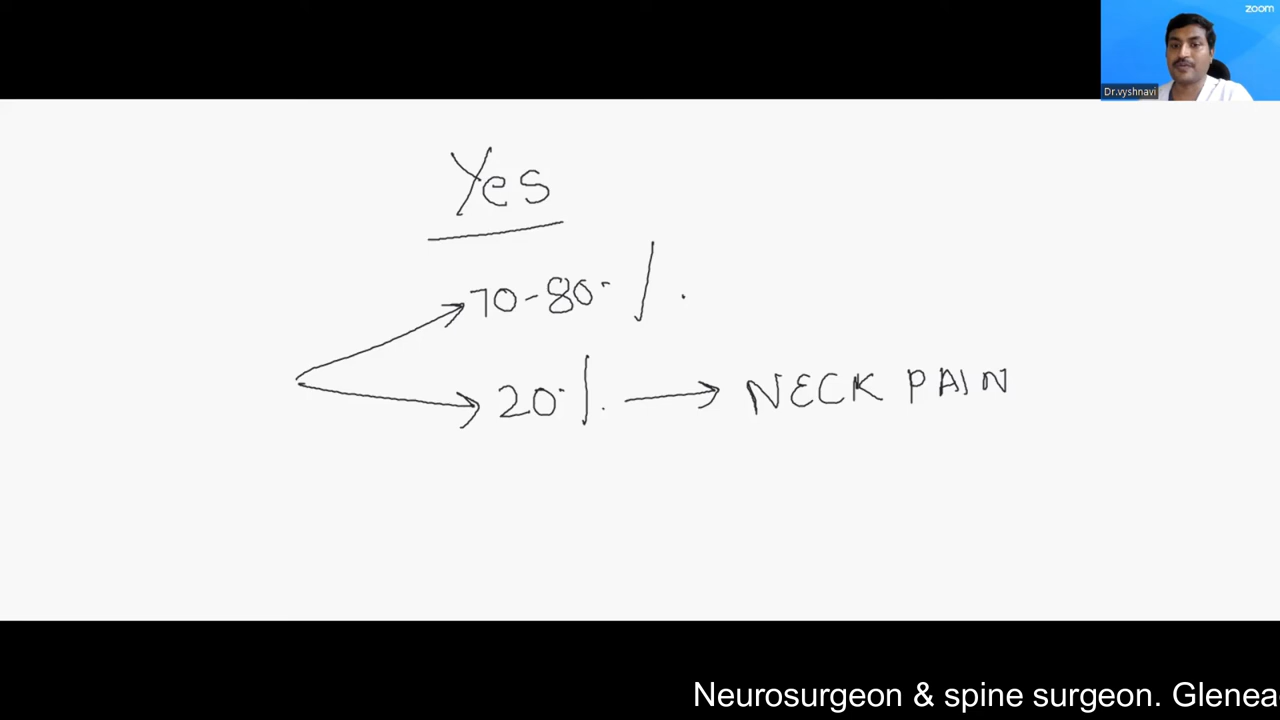 zoom
Dr.vyshnavi
Yes
70-80%.
20%. → NECK PAIN
Neurosurgeon & spine surgeon. Glenea